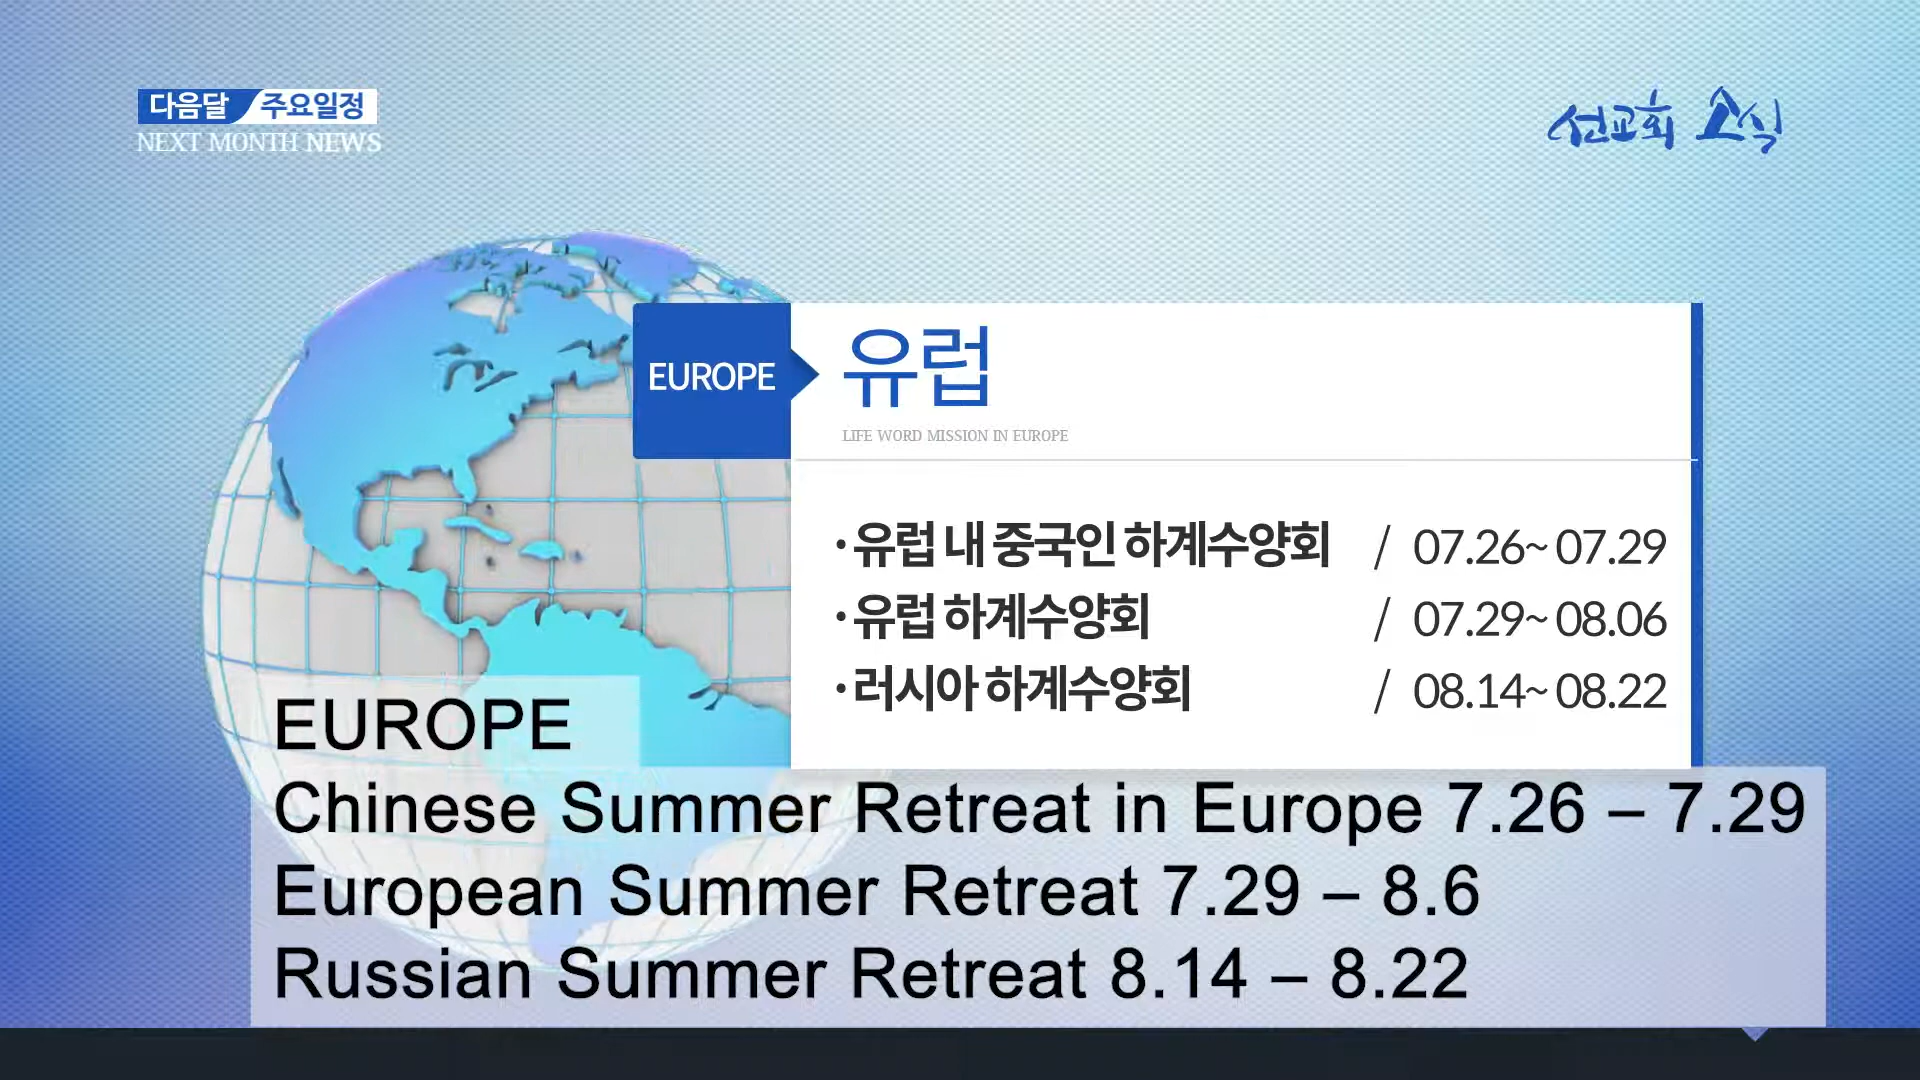 다음달 주요일정
NEXT MONTH NEWS
선교회 소식
EUROPE
유럽
LIFE WORD MISSION IN EUROPE
·유럽 내 중국인 하계수양회 / 07.26~07.29
·유럽 하계수양회 / 07.29~08.06
·러시아 하계수양회 / 08.14~08.22
EUROPE
Chinese Summer Retreat in Europe 7.26 – 7.29
European Summer Retreat 7.29 – 8.6
Russian Summer Retreat 8.14 – 8.22